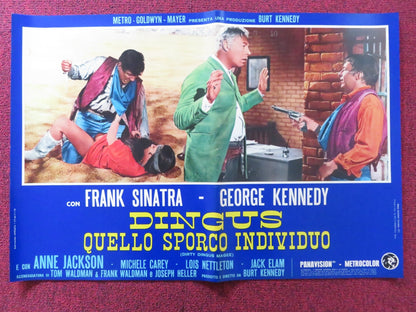 METRO - GOLDWYN - MAYER PRESENTA UNA PRODUZIONE BURT KENNEDY
CON FRANK SINATRA - GEORGE KENNEDY
DINGUS
QUELLO SPORCO INDIVIDUO
(DIRTY DINGUS MAGEE)
E CON ANNE JACKSON · MICHELE CAREY · LOIS NETTLETON · JACK ELAM
SCENEGGIATURA DI TOM WALDMAN & FRANK WALDMAN E JOSEPH HELLER PRODOTTO E DIRETTO DA BURT KENNEDY
PANAVISION METROCOLOR
MGM